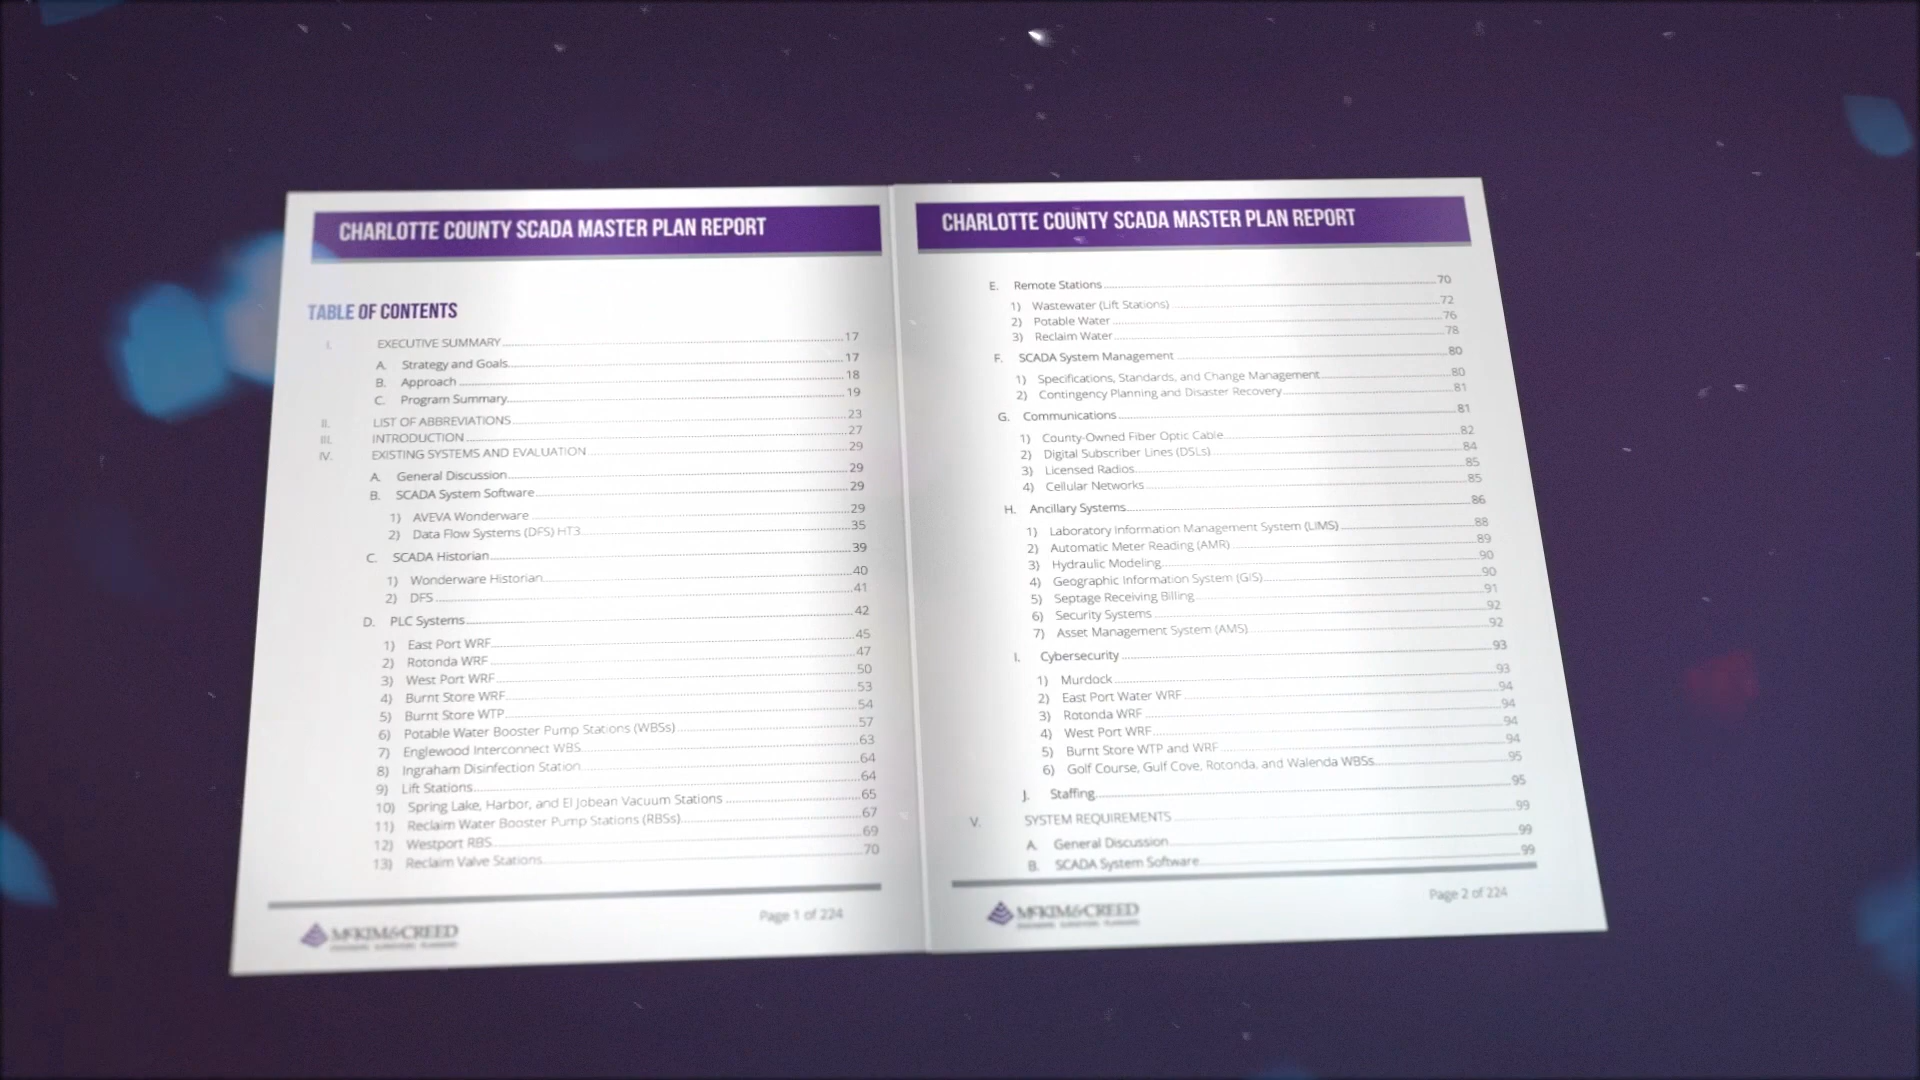 CHARLOTTE COUNTY SCADA MASTER PLAN REPORT
TABLE OF CONTENTS
I. EXECUTIVE SUMMARY 17
A. Strategy and Goals 17
B. Approach 18
C. Program Summary 19
II. LIST OF ABBREVIATIONS 23
III. INTRODUCTION 27
IV. EXISTING SYSTEMS AND EVALUATION 29
A. General Discussion 29
B. SCADA System Software 29
1) AVEVA Wonderware 29
2) Data Flow Systems (DFS) HT3 35
C. SCADA Historian 39
1) Wonderware Historian 40
2) DFS 41
D. PLC Systems 42
1) East Port WRF 45
2) Rotonda WRF 47
3) West Port WRF 50
4) Burnt Store WRF 53
5) Burnt Store WTP 54
6) Potable Water Booster Pump Stations (WBSs) 57
7) Englewood Interconnect WBS 63
8) Ingraham Disinfection Station 64
9) Lift Stations 64
10) Spring Lake, Harbor, and El Jobean Vacuum Stations 65
11) Reclaim Water Booster Pump Stations (RBSs) 67
12) Westport RBS 69
13) Reclaim Valve Stations 70
MCKIM&CREED
Page 1 of 224
CHARLOTTE COUNTY SCADA MASTER PLAN REPORT
E. Remote Stations 70
1) Wastewater (Lift Stations) 72
2) Potable Water 76
3) Reclaim Water 78
F. SCADA System Management 80
1) Specifications, Standards, and Change Management 80
2) Contingency Planning and Disaster Recovery 81
G. Communications 81
1) County-Owned Fiber Optic Cable 82
2) Digital Subscriber Lines (DSLs) 84
3) Licensed Radios 85
4) Cellular Networks 85
H. Ancillary Systems 86
1) Laboratory Information Management System (LIMS) 88
2) Automatic Meter Reading (AMR) 89
3) Hydraulic Modeling 90
4) Geographic Information System (GIS) 90
5) Septage Receiving Billing 91
6) Security Systems 92
7) Asset Management System (AMS) 92
I. Cybersecurity 93
1) Murdock 93
2) East Port Water WRF 94
3) Rotonda WRF 94
4) West Port WRF 94
5) Burnt Store WTP and WRF 94
6) Golf Course, Gulf Cove, Rotonda, and Walenda WBSs 95
J. Staffing 95
V. SYSTEM REQUIREMENTS 99
A. General Discussion 99
B. SCADA System Software 99
MCKIM&CREED
Page 2 of 224